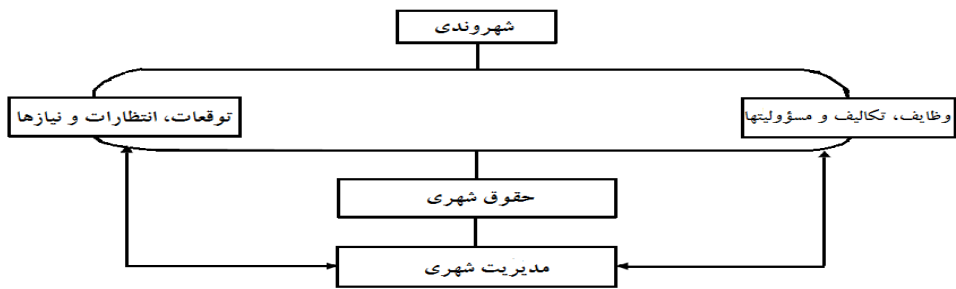 شهروندی
وظایف، تکالیف و مسؤولیتها
توقعات، انتظارات و نیازها
حقوق شهری
مدیریت شهری